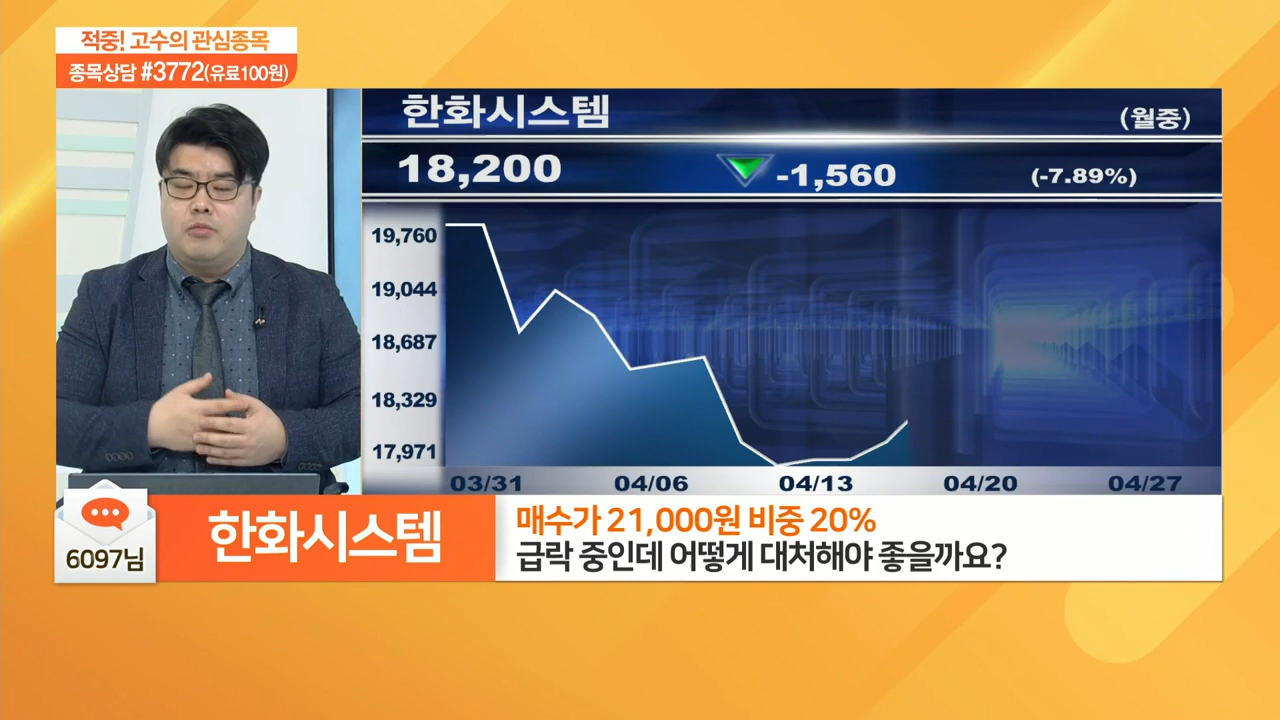 적중! 고수의 관심종목
종목상담 #3772(유료100원)
한화시스템
(월중)
18,200
-1,560
(-7.89%)
19,760
19,044
18,687
18,329
17,971
03/31
04/06
04/13
04/20
04/27
6097님
한화시스템
매수가 21,000원 비중 20%
급락 중인데 어떻게 대처해야 좋을까요?